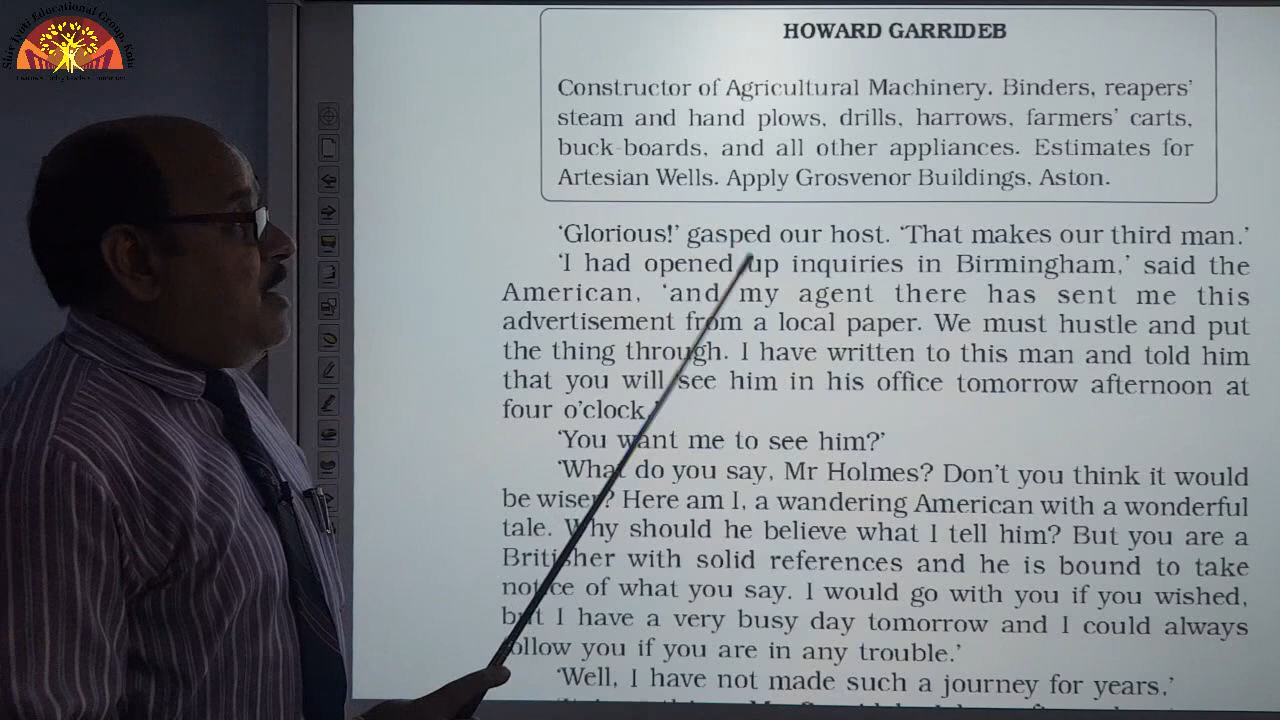 Shiv Jyoti Educational Group, Kota
HOWARD GARRIDEB
Constructor of Agricultural Machinery. Binders, reapers’
steam and hand plows, drills, harrows, farmers’ carts,
buck-boards, and all other appliances. Estimates for
Artesian Wells. Apply Grosvenor Buildings, Aston.
‘Glorious!’ gasped our host. ‘That makes our third man.’
‘I had opened up inquiries in Birmingham,’ said the
American, ‘and my agent there has sent me this
advertisement from a local paper. We must hustle and put
the thing through. I have written to this man and told him
that you will see him in his office tomorrow afternoon at
four o’clock.’
‘You want me to see him?’
‘What do you say, Mr Holmes? Don’t you think it would
be wiser? Here am I, a wandering American with a wonderful
tale. Why should he believe what I tell him? But you are a
Britisher with solid references and he is bound to take
notice of what you say. I would go with you if you wished,
but I have a very busy day tomorrow and I could always
follow you if you are in any trouble.’
‘Well, I have not made such a journey for years.’